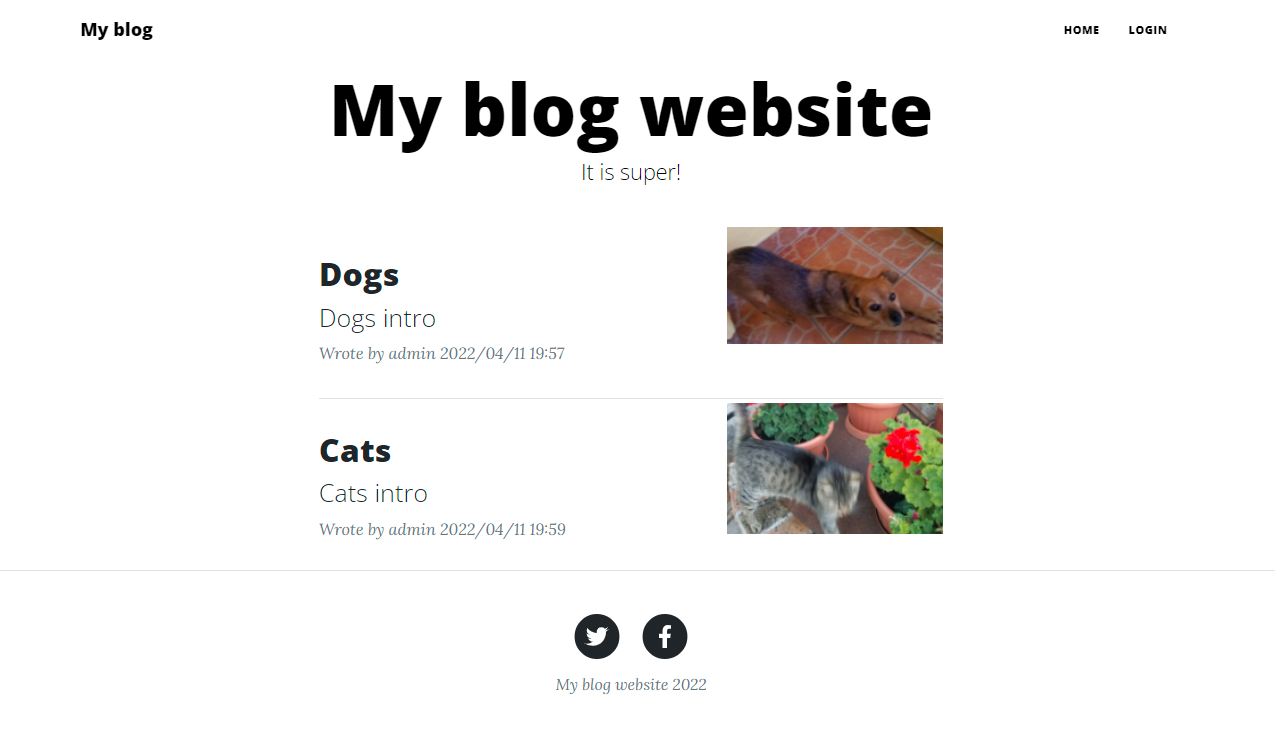 My blog
HOME LOGIN
My blog website
It is super!
Dogs
Dogs intro
Wrote by admin 2022/04/11 19:57
Cats
Cats intro
Wrote by admin 2022/04/11 19:59
My blog website 2022